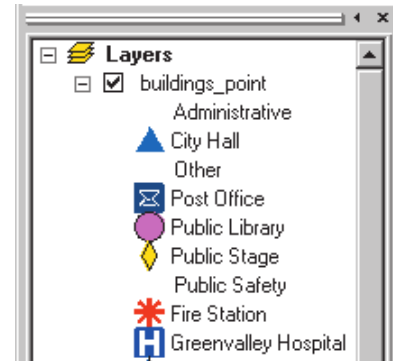 Layers
buildings_point
Administrative
City Hall
Other
Post Office
Public Library
Public Stage
Public Safety
Fire Station
H Greenvalley Hospital